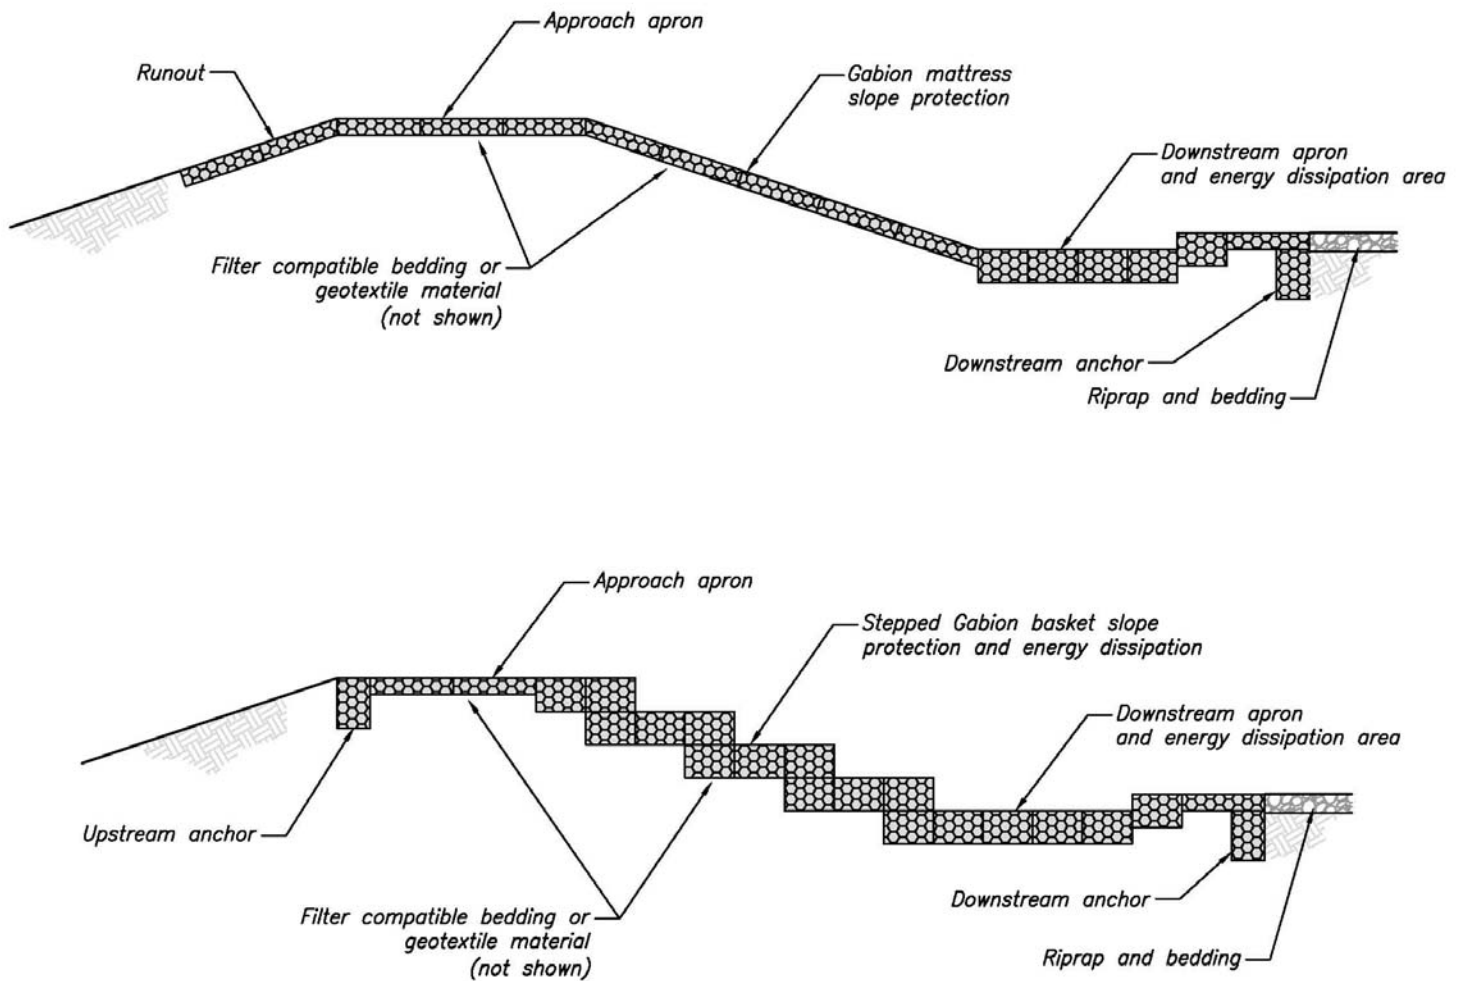 Approach apron
Runout
Gabion mattress
slope protection
Downstream apron
and energy dissipation area
Filter compatible bedding or
geotextile material
(not shown)
Downstream anchor
Riprap and bedding
Approach apron
Stepped Gabion basket slope
protection and energy dissipation
Downstream apron
and energy dissipation area
Upstream anchor
Downstream anchor
Filter compatible bedding or
geotextile material
(not shown)
Riprap and bedding